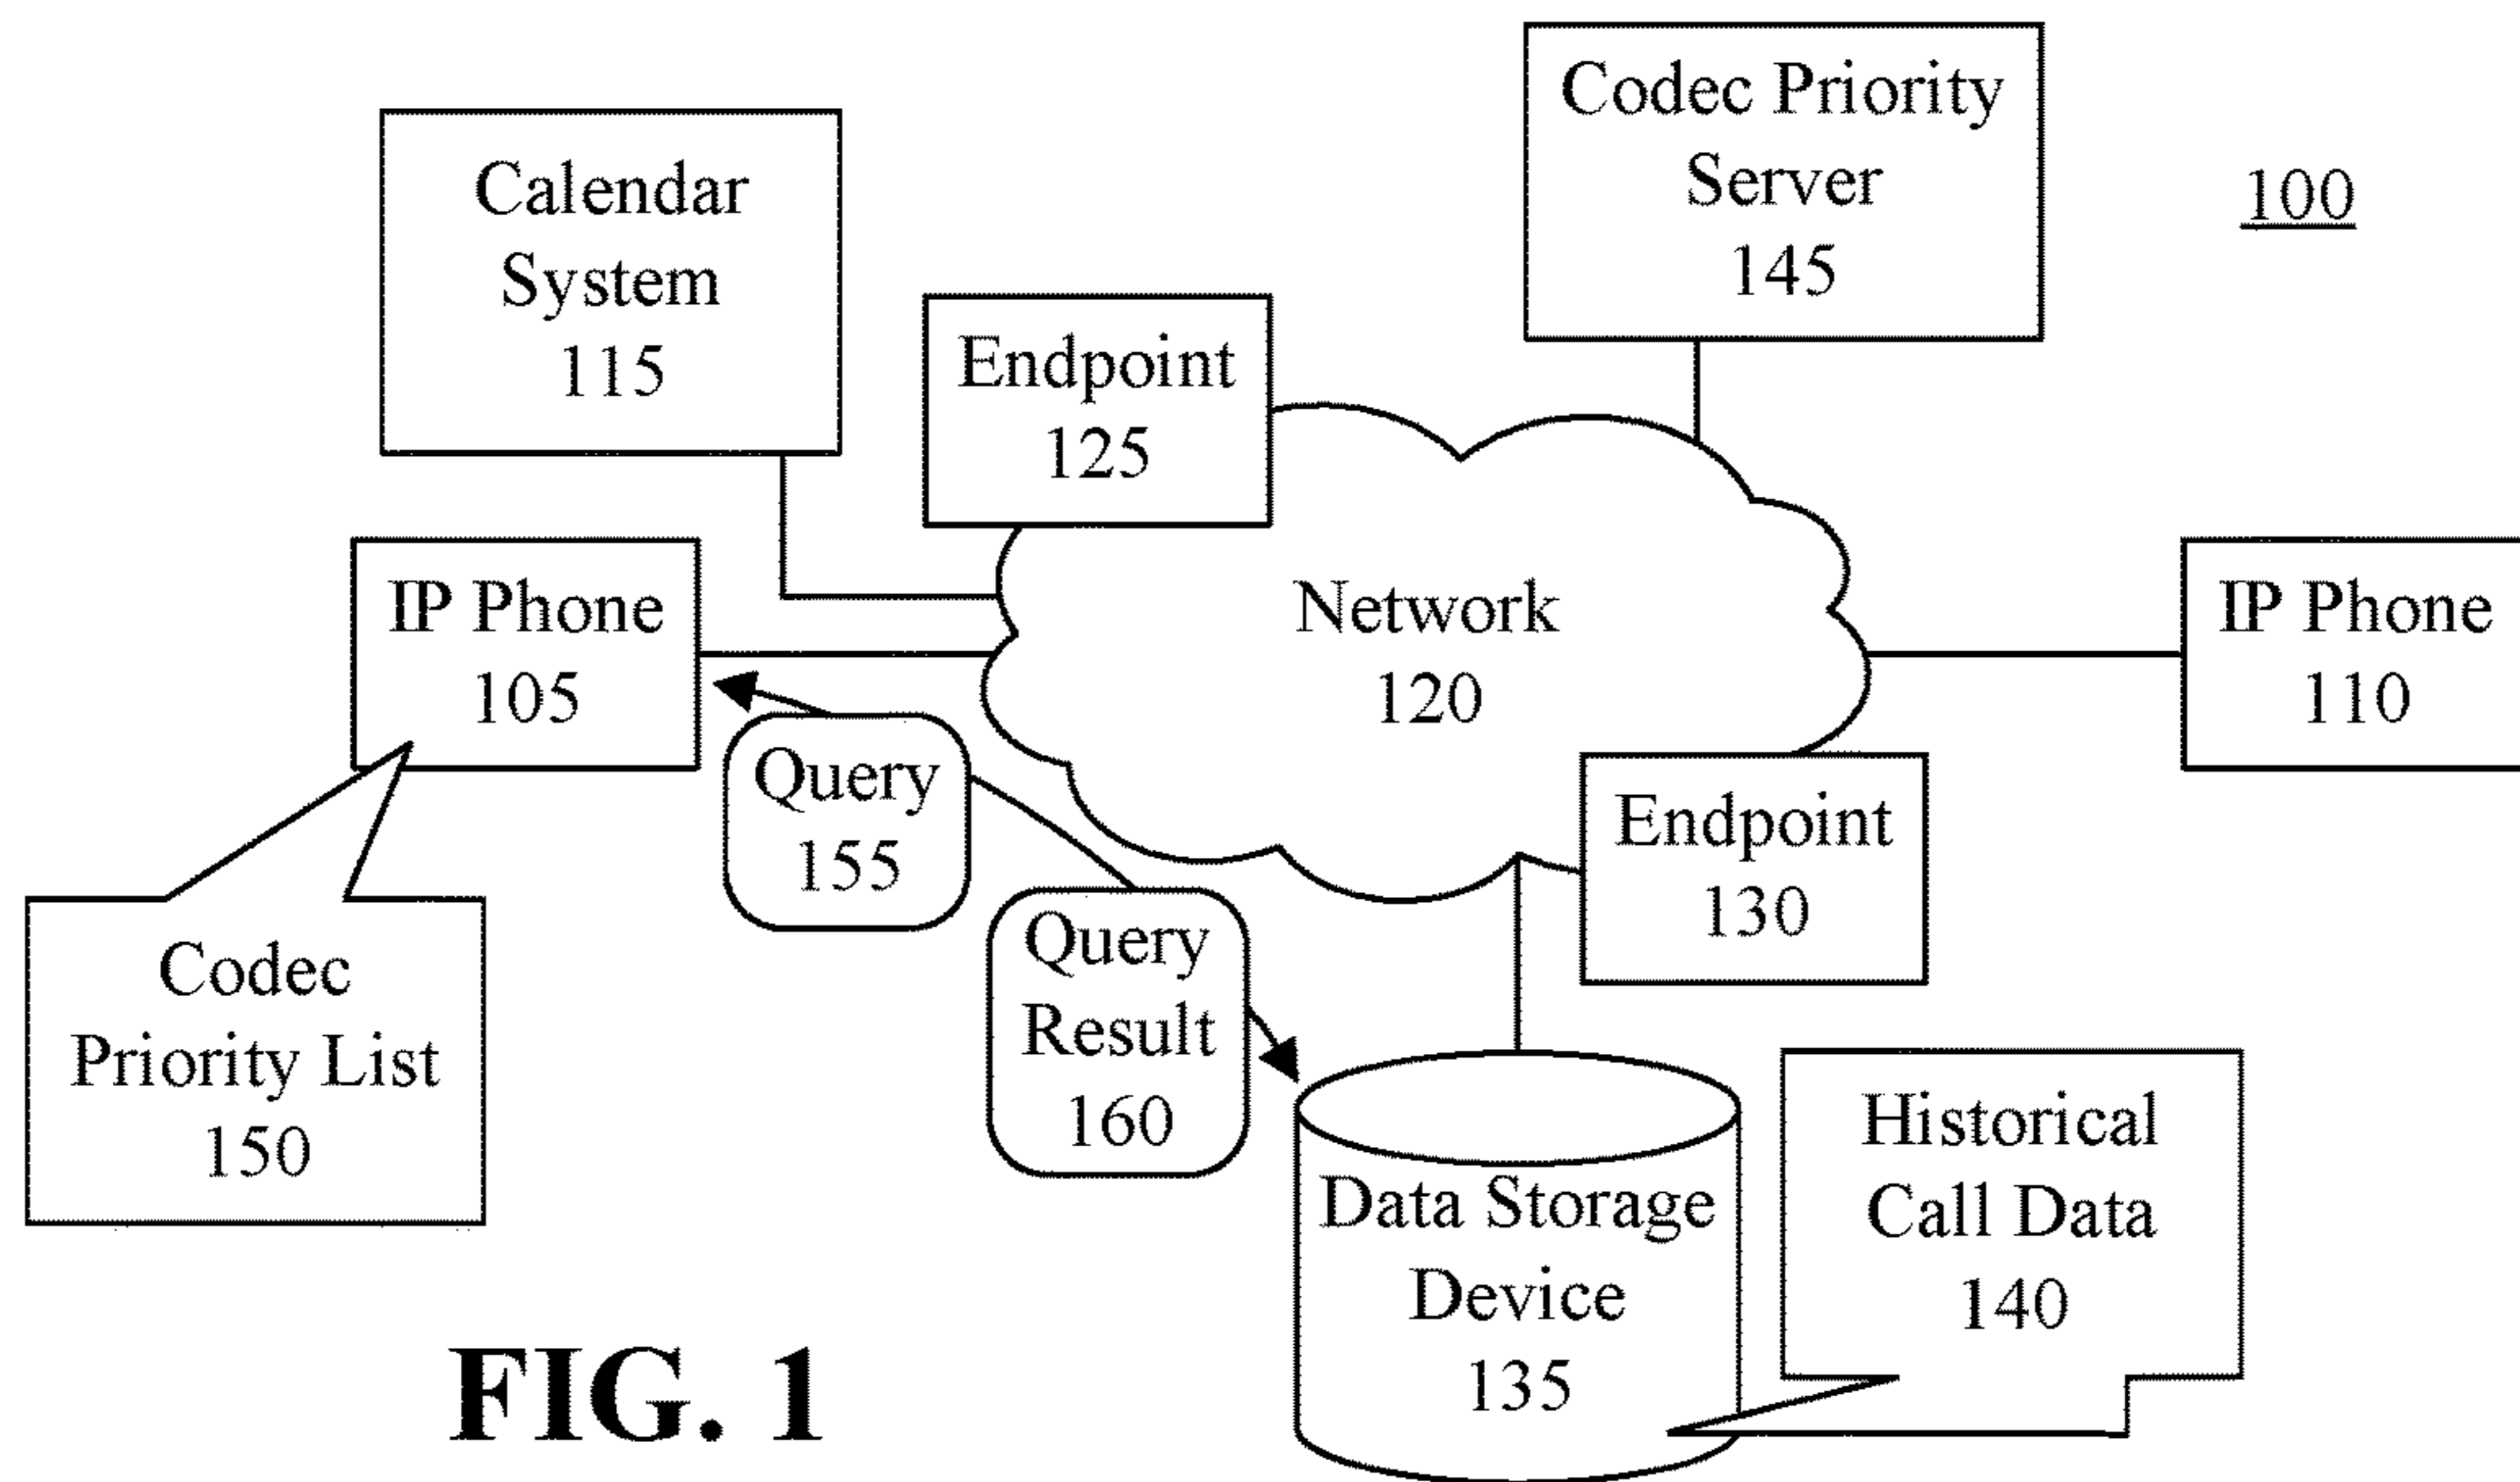 Codec Priority
Server
145
100
Calendar
System
115
Endpoint
125
IP Phone
105
Network
120
IP Phone
110
Query
155
Endpoint
130
Codec
Priority List
150
Query
Result
160
Data Storage
Device
135
Historical
Call Data
140
FIG. 1